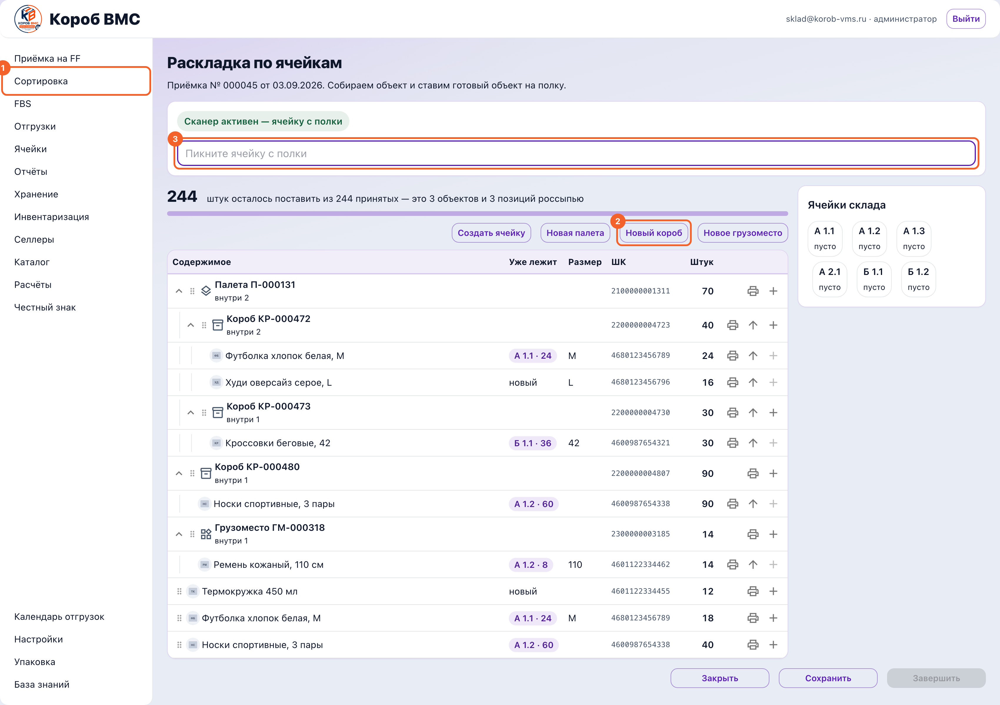 КОРОБ ВМС
Короб ВМС
sklad@korob-vms.ru · администратор
Выйти
Приёмка на FF
1
Сортировка
FBS
Отгрузки
Ячейки
Отчёты
Хранение
Инвентаризация
Селлеры
Каталог
Расчёты
Честный знак
Календарь отгрузок
Настройки
Упаковка
База знаний
Раскладка по ячейкам
Приёмка № 000045 от 03.09.2026. Собираем объект и ставим готовый объект на полку.
Сканер активен — ячейку с полки
3
Пикните ячейку с полки
244 штук осталось поставить из 244 принятых — это 3 объектов и 3 позиций россыпью
2
Создать ячейку Новая палета Новый короб Новое грузоместо
Содержимое Уже лежит Размер ШК Штук
Палета П-000131
внутри 2
2100000001311 70
Короб КР-000472
внутри 2
2200000004723 40
ФБ Футболка хлопок белая, M А 1.1 · 24 M 4680123456789 24
ХД Худи оверсайз серое, L новый L 4680123456796 16
Короб КР-000473
внутри 1
2200000004730 30
КР Кроссовки беговые, 42 Б 1.1 · 36 42 4600987654321 30
Короб КР-000480
внутри 1
2200000004807 90
НС Носки спортивные, 3 пары А 1.2 · 60 4600987654338 90
Грузоместо ГМ-000318
внутри 1
2300000003185 14
РМ Ремень кожаный, 110 см А 1.2 · 8 110 4601122334462 14
ТК Термокружка 450 мл новый 4601122334455 12
ФБ Футболка хлопок белая, M А 1.1 · 24 M 4680123456789 18
НС Носки спортивные, 3 пары А 1.2 · 60 4600987654338 40
Ячейки склада
А 1.1 А 1.2 А 1.3
пусто пусто пусто
А 2.1 Б 1.1 Б 1.2
пусто пусто пусто
Закрыть Сохранить Завершить